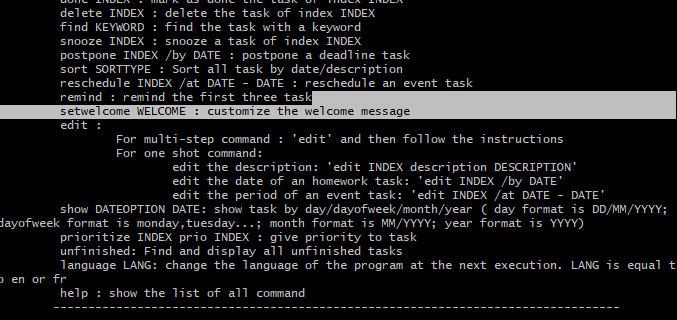 done INDEX : mark as done the task of index INDEX
delete INDEX : delete the task of index INDEX
find KEYWORD : find the task with a keyword
snooze INDEX : snooze a task of index INDEX
postpone INDEX /by DATE : postpone a deadline task
sort SORTTYPE : Sort all task by date/description
reschedule INDEX /at DATE - DATE : reschedule an event task
remind : remind the first three task
setwelcome WELCOME : customize the welcome message
edit :
For multi-step command : 'edit' and then follow the instructions
For one shot command:
edit the description: 'edit INDEX description DESCRIPTION'
edit the date of an homework task: 'edit INDEX /by DATE'
edit the period of an event task: 'edit INDEX /at DATE - DATE'
show DATEOPTION DATE: show task by day/dayofweek/month/year ( day format is DD/MM/YYYY;
dayofweek format is monday,tuesday...; month format is MM/YYYY; year format is YYYY)
prioritize INDEX prio INDEX : give priority to task
unfinished: Find and display all unfinished tasks
language LANG: change the language of the program at the next execution. LANG is equal t
o en or fr
help : show the list of all command
--------------------------------------------------------------------------------